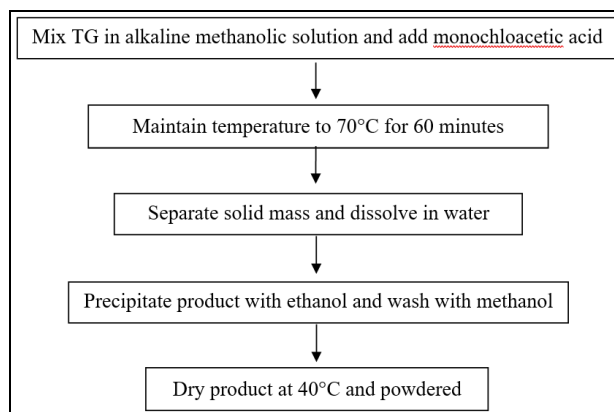 Mix TG in alkaline methanolic solution and add monochloacetic acid
Maintain temperature to 70°C for 60 minutes
Separate solid mass and dissolve in water
Precipitate product with ethanol and wash with methanol
Dry product at 40°C and powdered